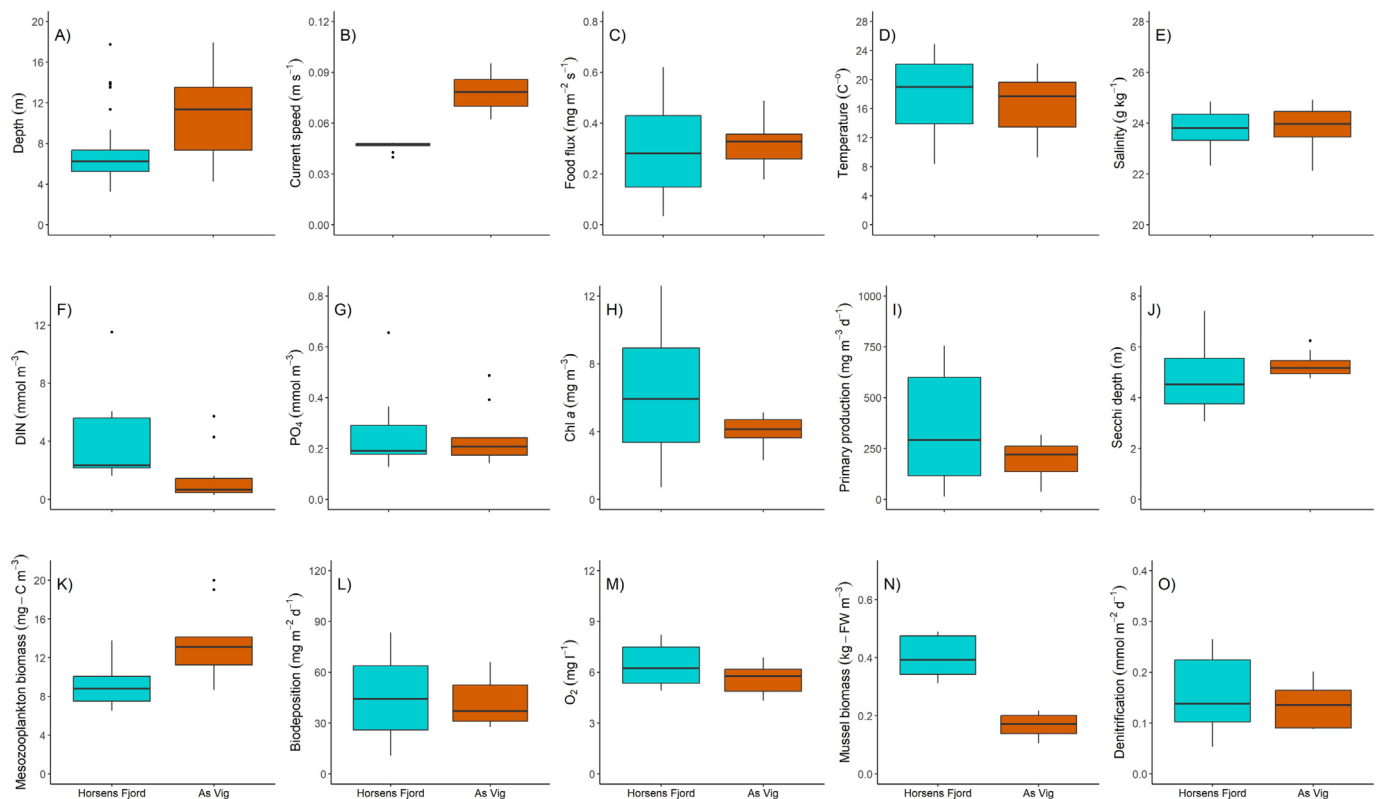 A)
Depth (m)
20
16
12
8
4
0
B)
Current speed (m s⁻¹)
0.12
0.09
0.06
0.03
0.00
C)
Food flux (mg m⁻² s⁻¹)
0.8
0.6
0.4
0.2
0.0
D)
Temperature (C⁻ᵒ)
28
24
20
16
12
8
4
0
E)
Salinity (g kg⁻¹)
26
24
22
20
F)
DIN (mmol m⁻³)
12
8
4
0
G)
PO₄ (mmol m⁻³)
0.8
0.6
0.4
0.2
0.0
H)
Chl a (mg m⁻³)
12
8
4
0
I)
Primary production (mg m⁻³ d⁻¹)
1000
750
500
250
0
J)
Secchi depth (m)
8
6
4
2
0
K)
Mesozooplankton biomass (mg − C m⁻³)
20
16
12
8
4
0
Horsens Fjord As Vig
L)
Biodeposition (mg m⁻² d⁻¹)
120
90
60
30
0
Horsens Fjord As Vig
M)
O₂ (mg l⁻¹)
12
9
6
3
0
Horsens Fjord As Vig
N)
Mussel biomass (kg − FW m⁻³)
0.6
0.4
0.2
0.0
Horsens Fjord As Vig
O)
Denitrification (mmol m⁻² d⁻¹)
0.4
0.3
0.2
0.1
0.0
Horsens Fjord As Vig